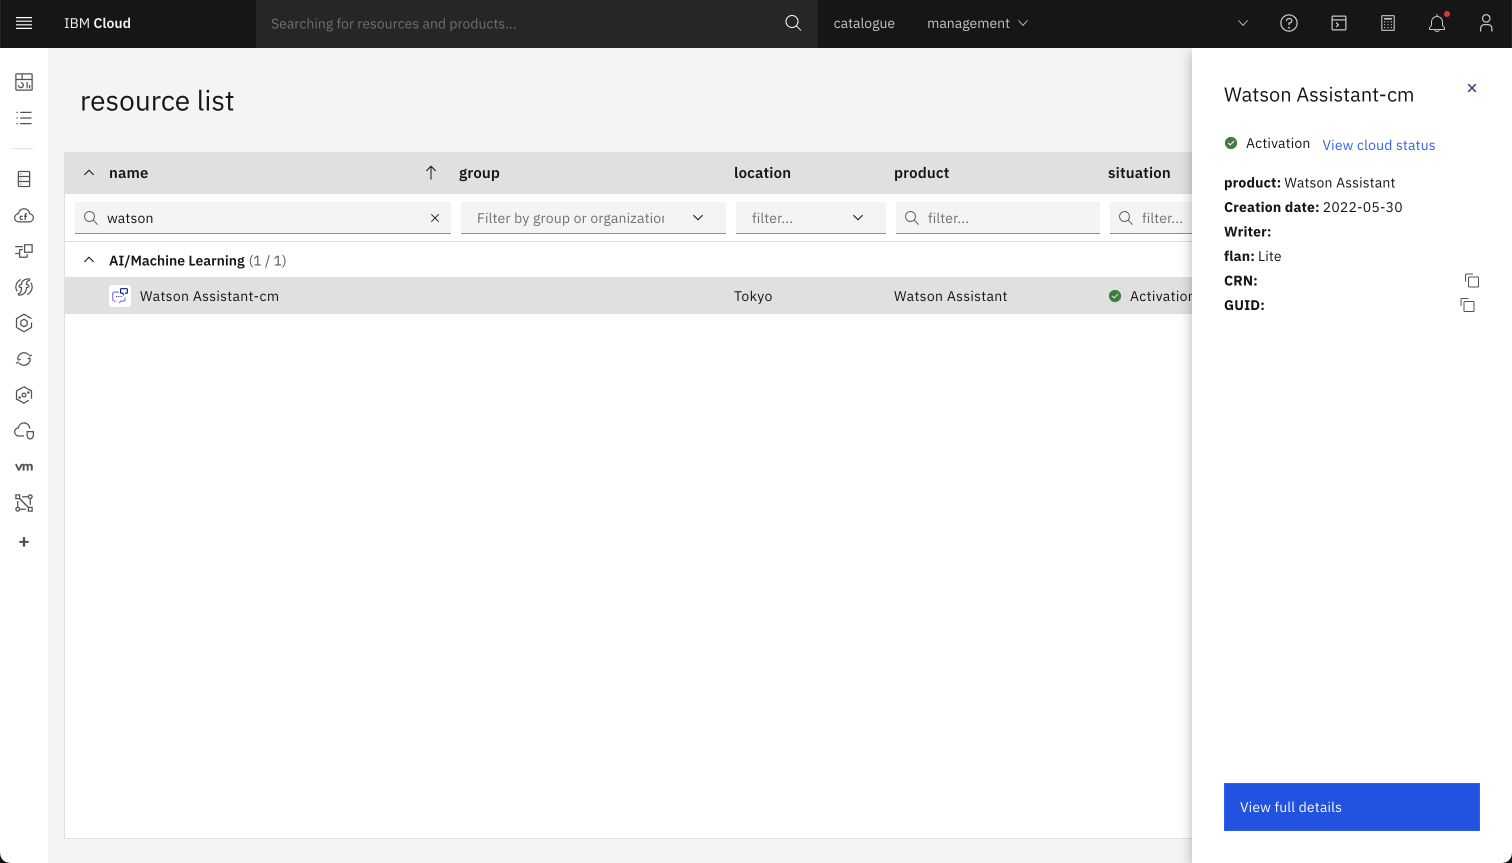 IBM Cloud
Searching for resources and products...
catalogue
management
resource list
name
group
location
product
situation
watson
Filter by group or organization
filter...
filter...
filter...
AI/Machine Learning (1 / 1)
Watson Assistant-cm
Tokyo
Watson Assistant
Activation
cf
vm
Watson Assistant-cm
Activation
View cloud status
product: Watson Assistant
Creation date: 2022-05-30
Writer:
flan: Lite
CRN:
GUID:
View full details